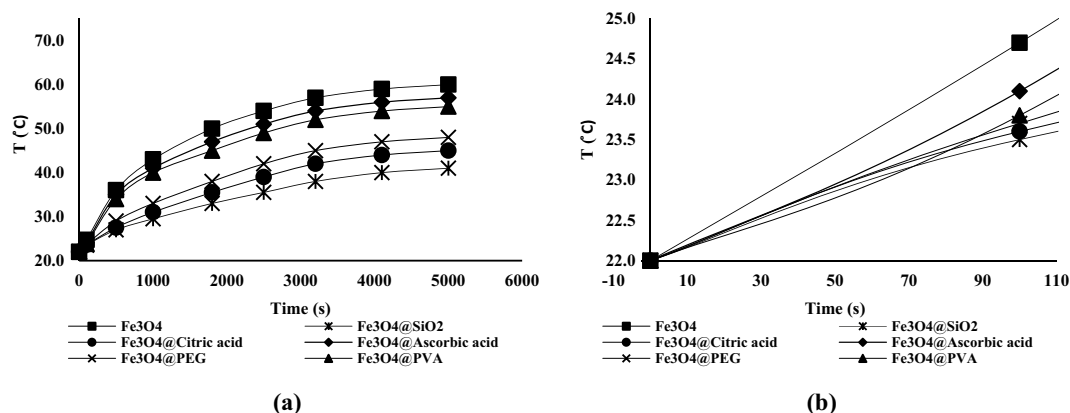 70.0
60.0
50.0
40.0
30.0
20.0
T (°C)
0 1000 2000 3000 4000 5000 6000
Time (s)
Fe3O4 Fe3O4@SiO2
Fe3O4@Citric acid Fe3O4@Ascorbic acid
Fe3O4@PEG Fe3O4@PVA
(a)
25.0
24.5
24.0
23.5
23.0
22.5
22.0
T (°C)
-10 10 30 50 70 90 110
Time (s)
Fe3O4 Fe3O4@SiO2
Fe3O4@Citric acid Fe3O4@Ascorbic acid
Fe3O4@PEG Fe3O4@PVA
(b)